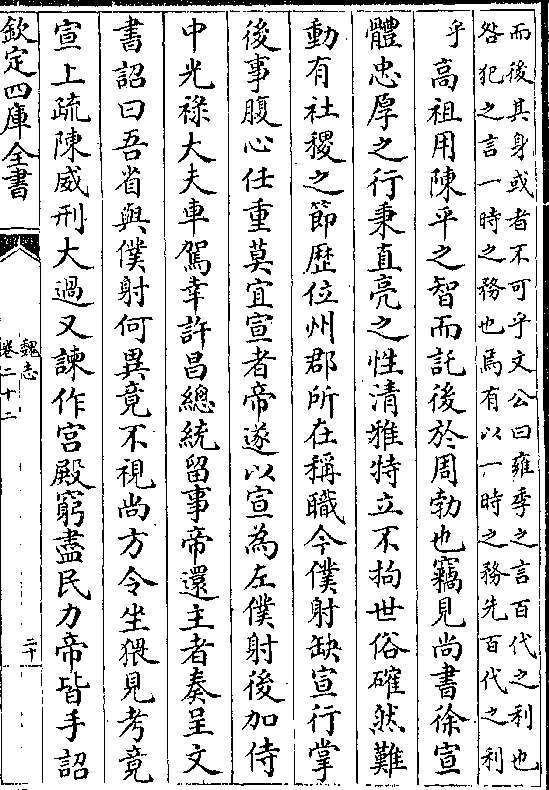 而後其身或者不可乎文公曰雍季之言百代之利也
咎犯之言一時之務也焉有以一時之務先百代之利
乎高祖用陳平之智而託後於周勃也竊見尚書徐宣
體忠厚之行秉直亮之性清雅特立不拘世俗確然難
動有社稷之節歴位州郡所在稱職今僕射缺宣行掌
後事腹心任重莫宜宣者帝遂以宣為左僕射後加侍
中光祿大夫車駕幸許昌總統留事帝還主者奏呈文
書詔曰吾省與僕射何異竟不視尚方令坐猥見考竟
宣上疏陳威刑大過又諫作宫殿窮盡民力帝皆手詔
欽定四庫全書
魏志
卷二十二
二十